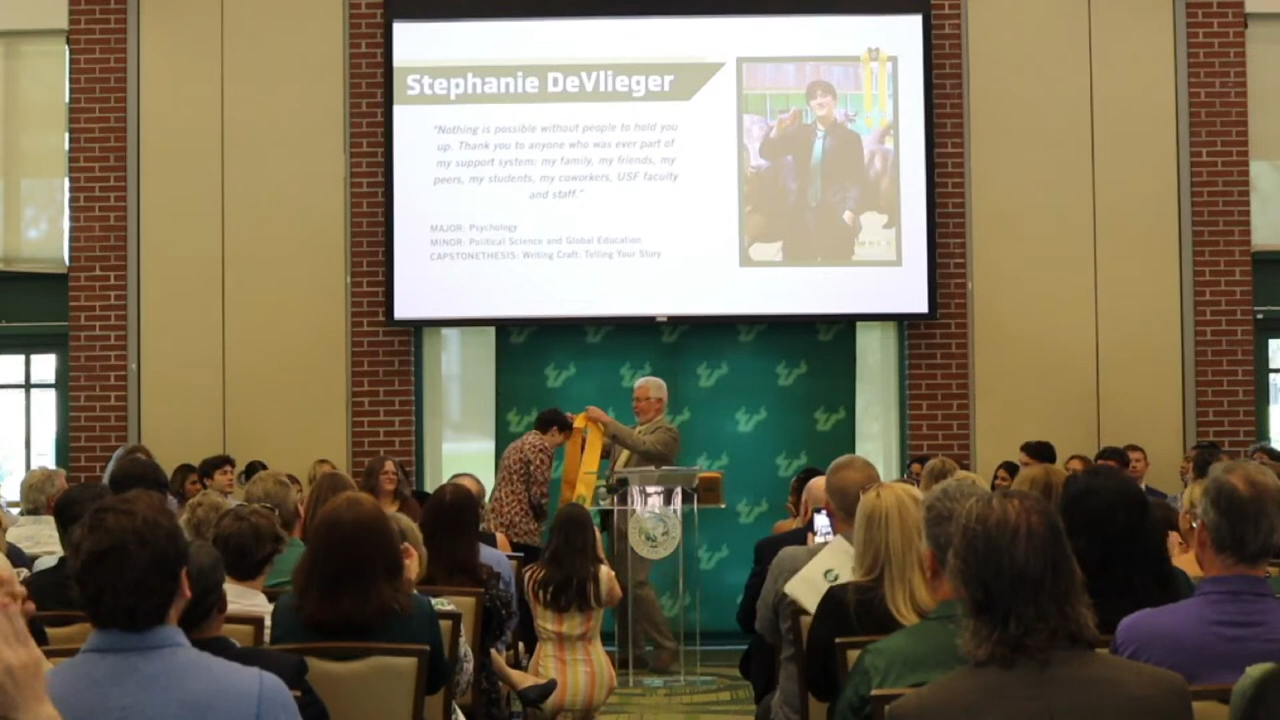 Stephanie DeVlieger
"Nothing is possible without people to hold you
up. Thank you to anyone who was ever part of
my support system: my family, my friends, my
peers, my students, my coworkers, USF faculty
and staff."
MAJOR: Psychology
MINOR: Political Science and Global Education
CAPSTONETHESIS: Writing Craft: Telling Your Story